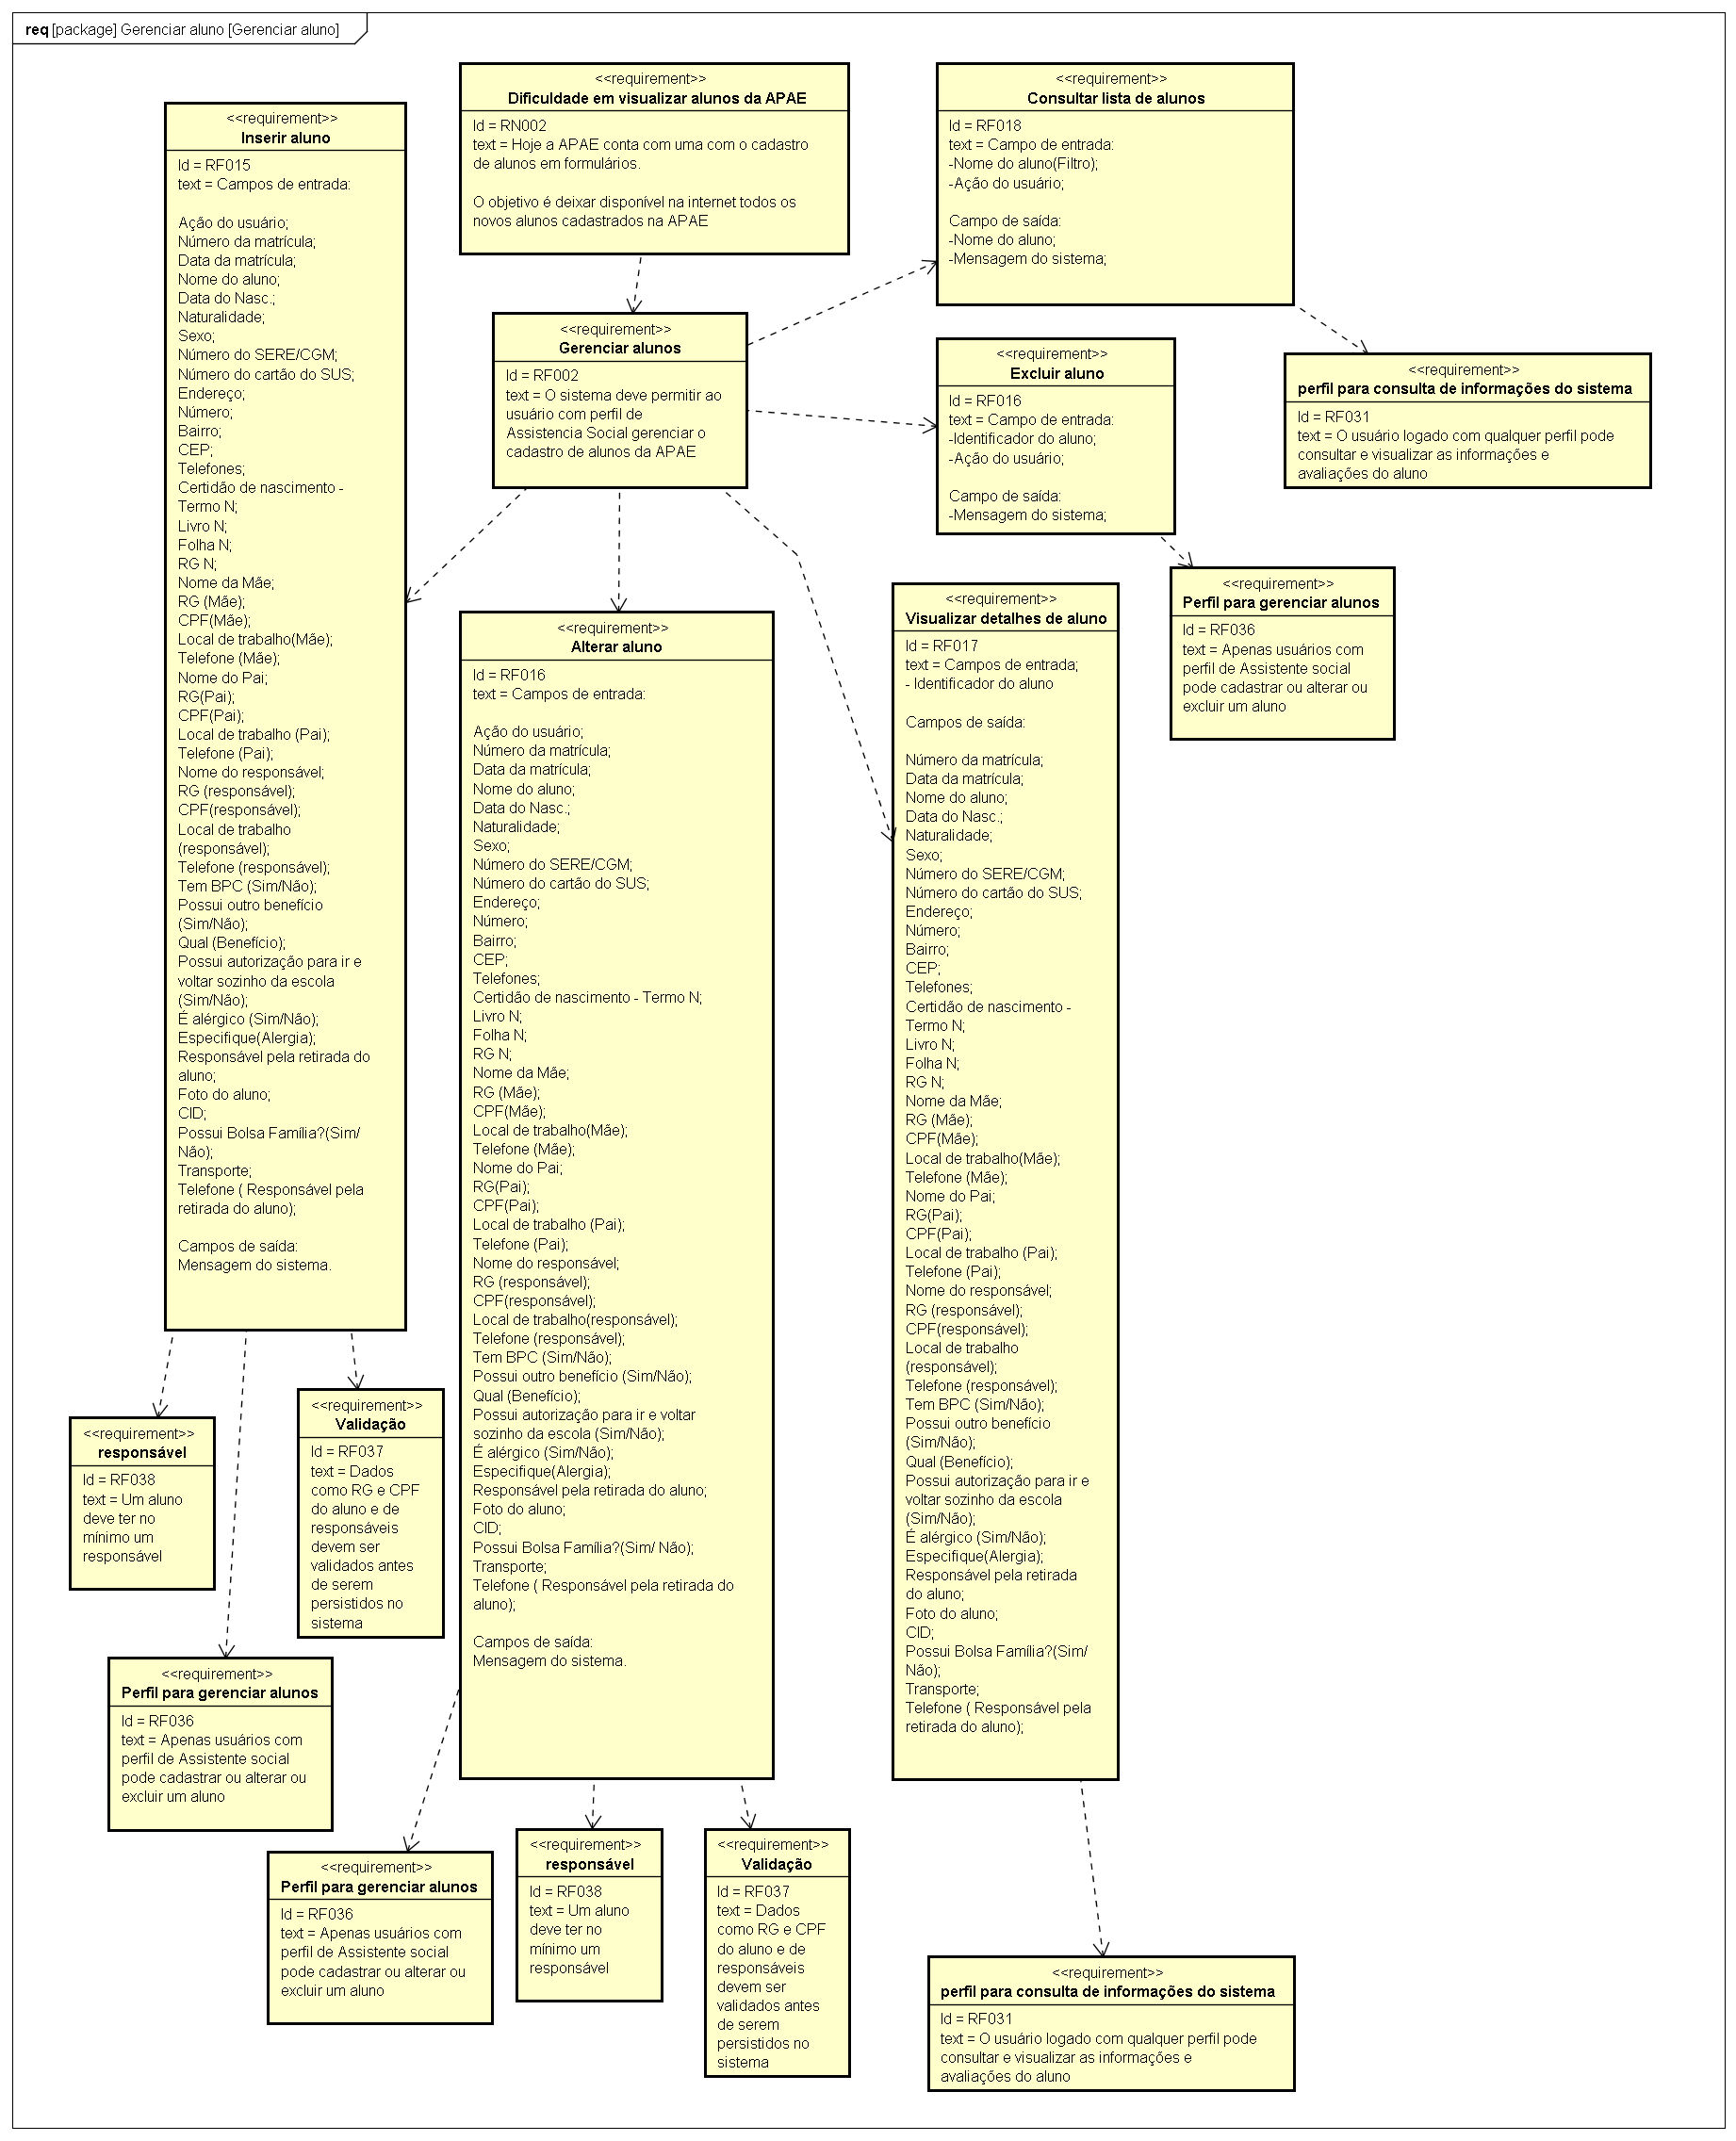 req [package] Gerenciar aluno [Gerenciar aluno]
<<requirement>>
Inserir aluno
Id = RF015
text = Campos de entrada:
Ação do usuário;
Número da matrícula;
Data da matrícula;
Nome do aluno;
Data do Nasc.;
Naturalidade;
Sexo;
Número do SERE/CGM;
Número do cartão do SUS;
Endereço;
Número;
Bairro;
CEP;
Telefones;
Certidão de nascimento -
Termo N;
Livro N;
Folha N;
RG N;
Nome da Mãe;
RG (Mãe);
CPF(Mãe);
Local de trabalho(Mãe);
Telefone (Mãe);
Nome do Pai;
RG(Pai);
CPF(Pai);
Local de trabalho (Pai);
Telefone (Pai);
Nome do responsável;
RG (responsável);
CPF(responsável);
Local de trabalho
(responsável);
Telefone (responsável);
Tem BPC (Sim/Não);
Possui outro benefício
(Sim/Não);
Qual (Benefício);
Possui autorização para ir e
voltar sozinho da escola
(Sim/Não);
É alérgico (Sim/Não);
Especifique(Alergia);
Responsável pela retirada do
aluno;
Foto do aluno;
CID;
Possui Bolsa Família?(Sim/
Não);
Transporte;
Telefone ( Responsável pela
retirada do aluno);
Campos de saída:
Mensagem do sistema.
<<requirement>>
Dificuldade em visualizar alunos da APAE
Id = RN002
text = Hoje a APAE conta com uma com o cadastro
de alunos em formulários.
O objetivo é deixar disponível na internet todos os
novos alunos cadastrados na APAE
<<requirement>>
Consultar lista de alunos
Id = RF018
text = Campo de entrada:
-Nome do aluno(Filtro);
-Ação do usuário;
Campo de saída:
-Nome do aluno;
-Mensagem do sistema;
<<requirement>>
Gerenciar alunos
Id = RF002
text = O sistema deve permitir ao
usuário com perfil de
Assistencia Social gerenciar o
cadastro de alunos da APAE
<<requirement>>
Excluir aluno
Id = RF016
text = Campo de entrada:
-Identificador do aluno;
-Ação do usuário;
Campo de saída:
-Mensagem do sistema;
<<requirement>>
perfil para consulta de informações do sistema
Id = RF031
text = O usuário logado com qualquer perfil pode
consultar e visualizar as informações e
avaliações do aluno
<<requirement>>
Perfil para gerenciar alunos
Id = RF036
text = Apenas usuários com
perfil de Assistente social
pode cadastrar ou alterar ou
excluir um aluno
<<requirement>>
Alterar aluno
Id = RF016
text = Campos de entrada:
Ação do usuário;
Número da matrícula;
Data da matrícula;
Nome do aluno;
Data do Nasc.;
Naturalidade;
Sexo;
Número do SERE/CGM;
Número do cartão do SUS;
Endereço;
Número;
Bairro;
CEP;
Telefones;
Certidão de nascimento - Termo N;
Livro N;
Folha N;
RG N;
Nome da Mãe;
RG (Mãe);
CPF(Mãe);
Local de trabalho(Mãe);
Telefone (Mãe);
Nome do Pai;
RG(Pai);
CPF(Pai);
Local de trabalho (Pai);
Telefone (Pai);
Nome do responsável;
RG (responsável);
CPF(responsável);
Local de trabalho(responsável);
Telefone (responsável);
Tem BPC (Sim/Não);
Possui outro benefício (Sim/Não);
Qual (Benefício);
Possui autorização para ir e voltar
sozinho da escola (Sim/Não);
É alérgico (Sim/Não);
Especifique(Alergia);
Responsável pela retirada do aluno;
Foto do aluno;
CID;
Possui Bolsa Família?(Sim/ Não);
Transporte;
Telefone ( Responsável pela retirada do
aluno);
Campos de saída:
Mensagem do sistema.
<<requirement>>
Visualizar detalhes de aluno
Id = RF017
text = Campos de entrada;
- Identificador do aluno
Campos de saída:
Número da matrícula;
Data da matrícula;
Nome do aluno;
Data do Nasc.;
Naturalidade;
Sexo;
Número do SERE/CGM;
Número do cartão do SUS;
Endereço;
Número;
Bairro;
CEP;
Telefones;
Certidão de nascimento -
Termo N;
Livro N;
Folha N;
RG N;
Nome da Mãe;
RG (Mãe);
CPF(Mãe);
Local de trabalho(Mãe);
Telefone (Mãe);
Nome do Pai;
RG(Pai);
CPF(Pai);
Local de trabalho (Pai);
Telefone (Pai);
Nome do responsável;
RG (responsável);
CPF(responsável);
Local de trabalho
(responsável);
Telefone (responsável);
Tem BPC (Sim/Não);
Possui outro benefício
(Sim/Não);
Qual (Benefício);
Possui autorização para ir e
voltar sozinho da escola
(Sim/Não);
É alérgico (Sim/Não);
Especifique(Alergia);
Responsável pela retirada
do aluno;
Foto do aluno;
CID;
Possui Bolsa Família?(Sim/
Não);
Transporte;
Telefone ( Responsável pela
retirada do aluno);
<<requirement>>
responsável
Id = RF038
text = Um aluno
deve ter no
mínimo um
responsável
<<requirement>>
Validação
Id = RF037
text = Dados
como RG e CPF
do aluno e de
responsáveis
devem ser
validados antes
de serem
persistidos no
sistema
<<requirement>>
Perfil para gerenciar alunos
Id = RF036
text = Apenas usuários com
perfil de Assistente social
pode cadastrar ou alterar ou
excluir um aluno
<<requirement>>
Perfil para gerenciar alunos
Id = RF036
text = Apenas usuários com
perfil de Assistente social
pode cadastrar ou alterar ou
excluir um aluno
<<requirement>>
responsável
Id = RF038
text = Um aluno
deve ter no
mínimo um
responsável
<<requirement>>
Validação
Id = RF037
text = Dados
como RG e CPF
do aluno e de
responsáveis
devem ser
validados antes
de serem
persistidos no
sistema
<<requirement>>
perfil para consulta de informações do sistema
Id = RF031
text = O usuário logado com qualquer perfil pode
consultar e visualizar as informações e
avaliações do aluno